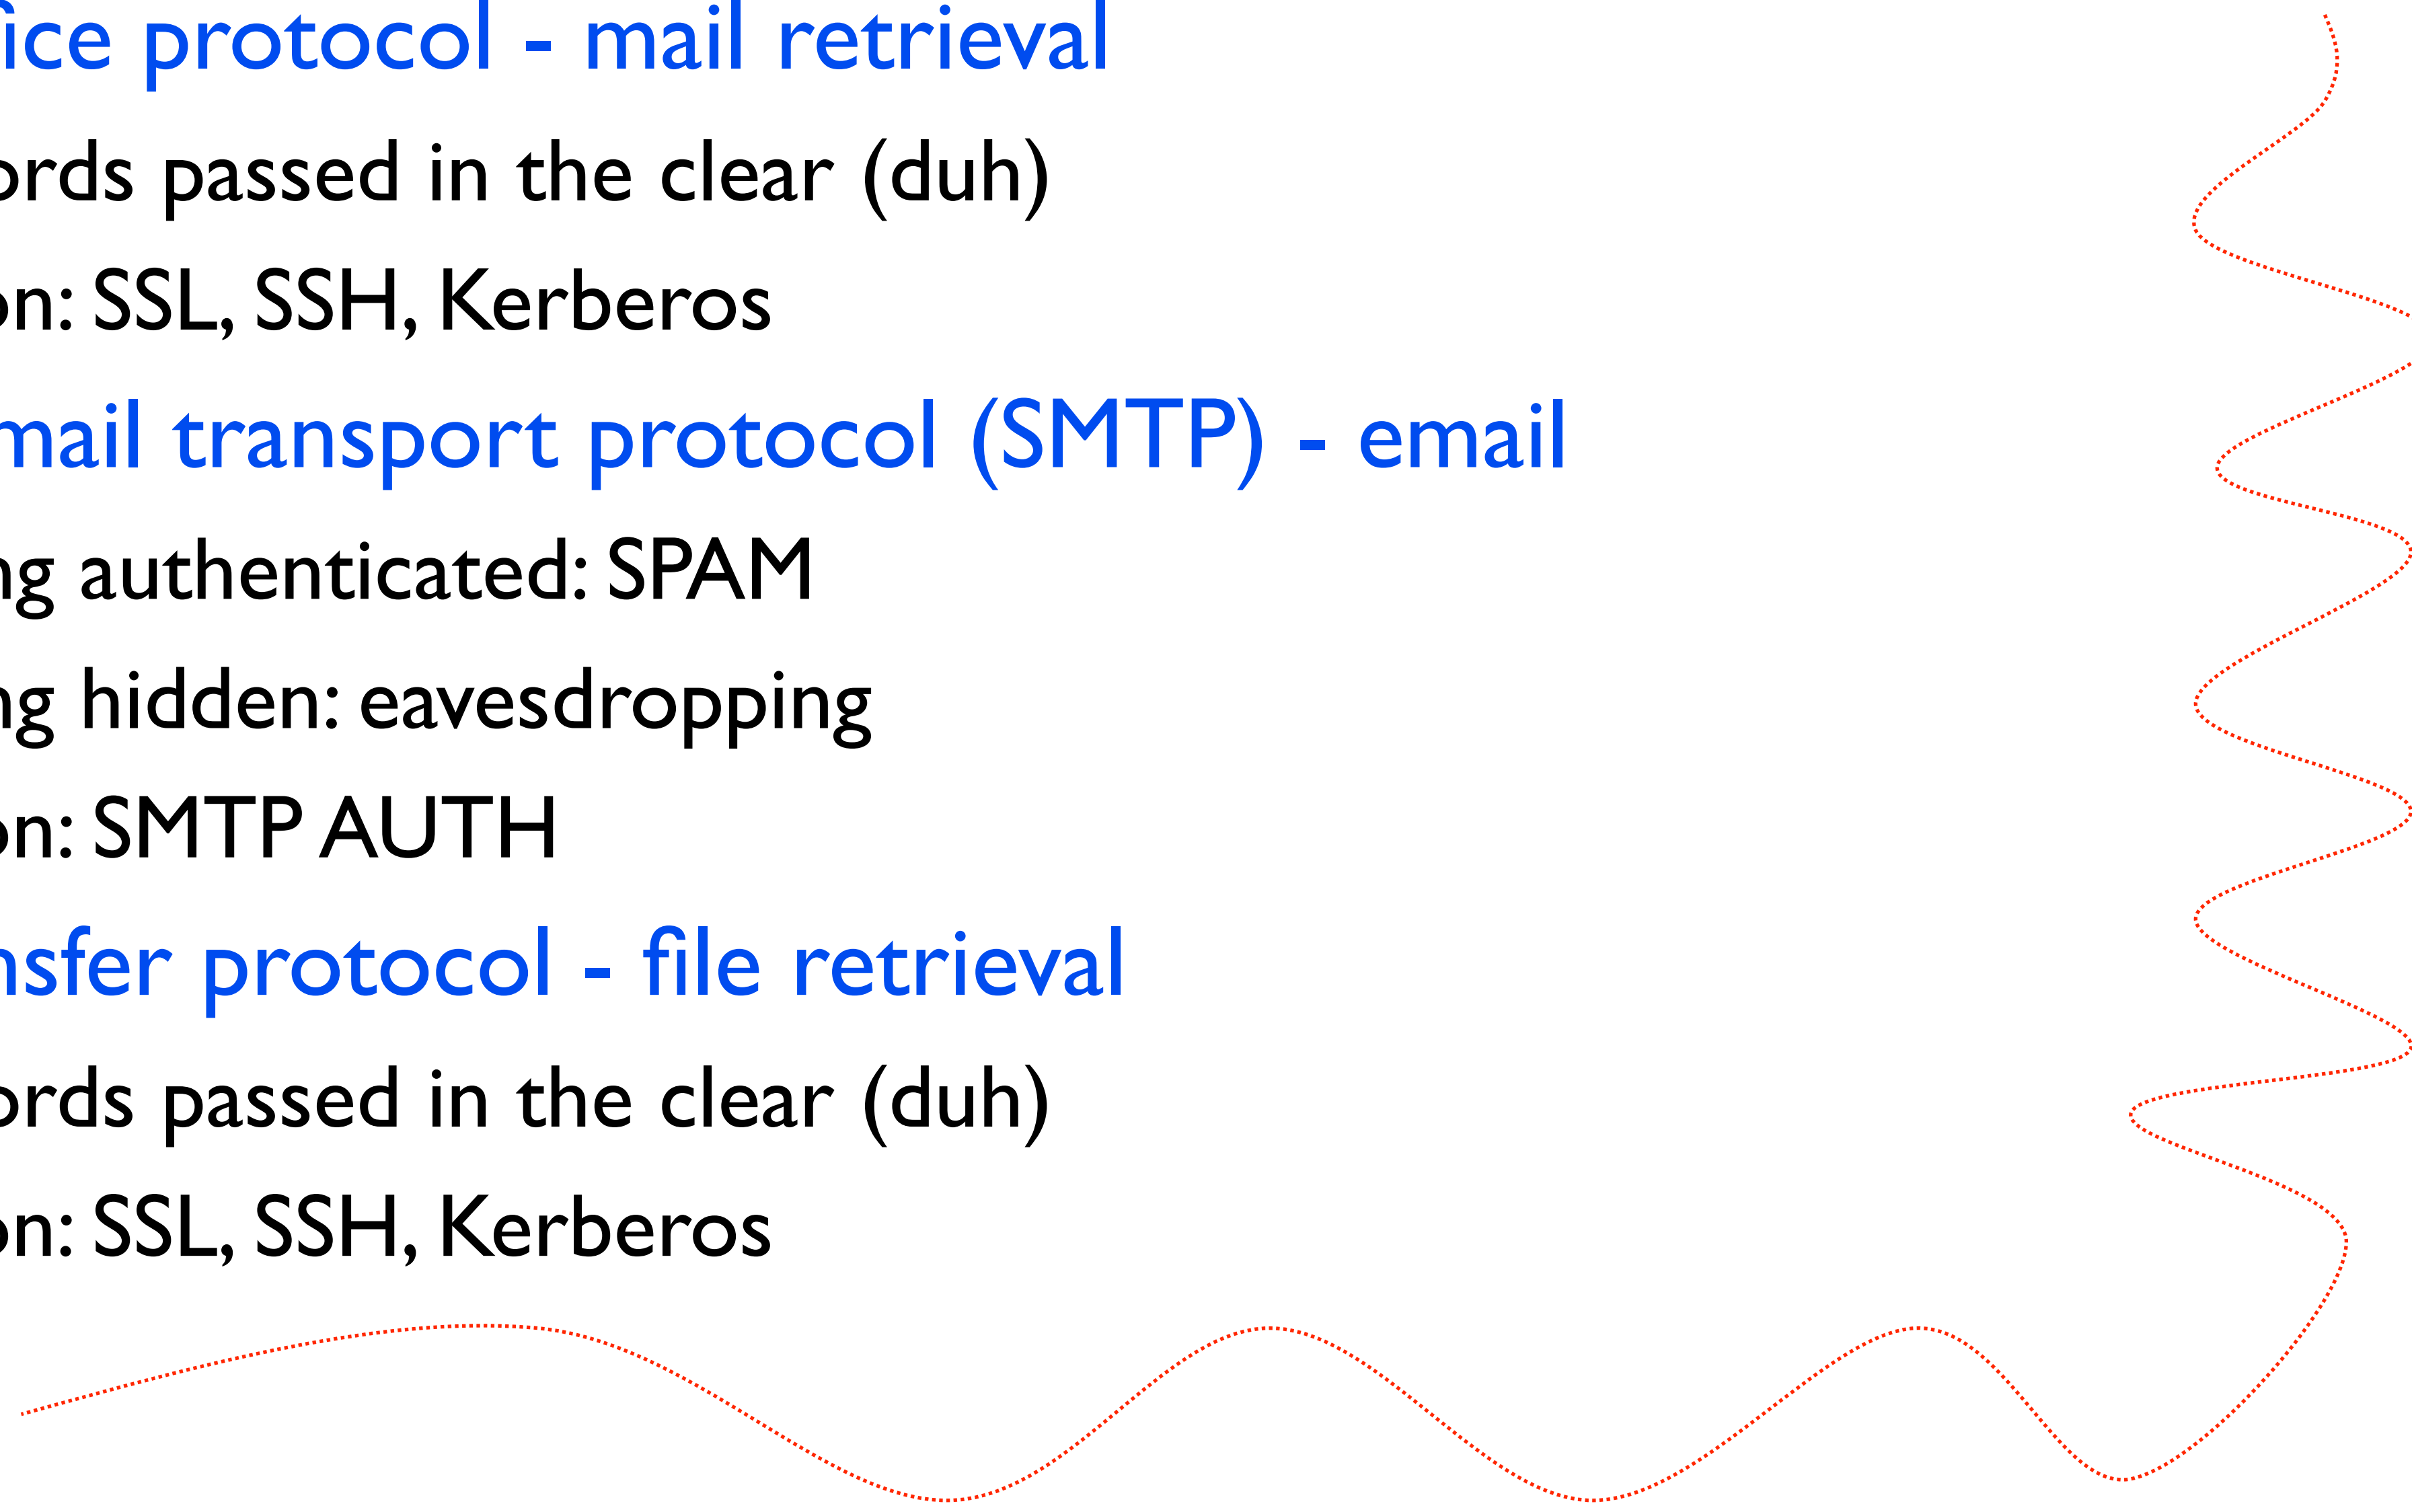 ice protocol - mail retrieval
ords passed in the clear (duh)
on: SSL, SSH, Kerberos
mail transport protocol (SMTP) - email
ng authenticated: SPAM
ng hidden: eavesdropping
on: SMTP AUTH
nsfer protocol - file retrieval
ords passed in the clear (duh)
on: SSL, SSH, Kerberos